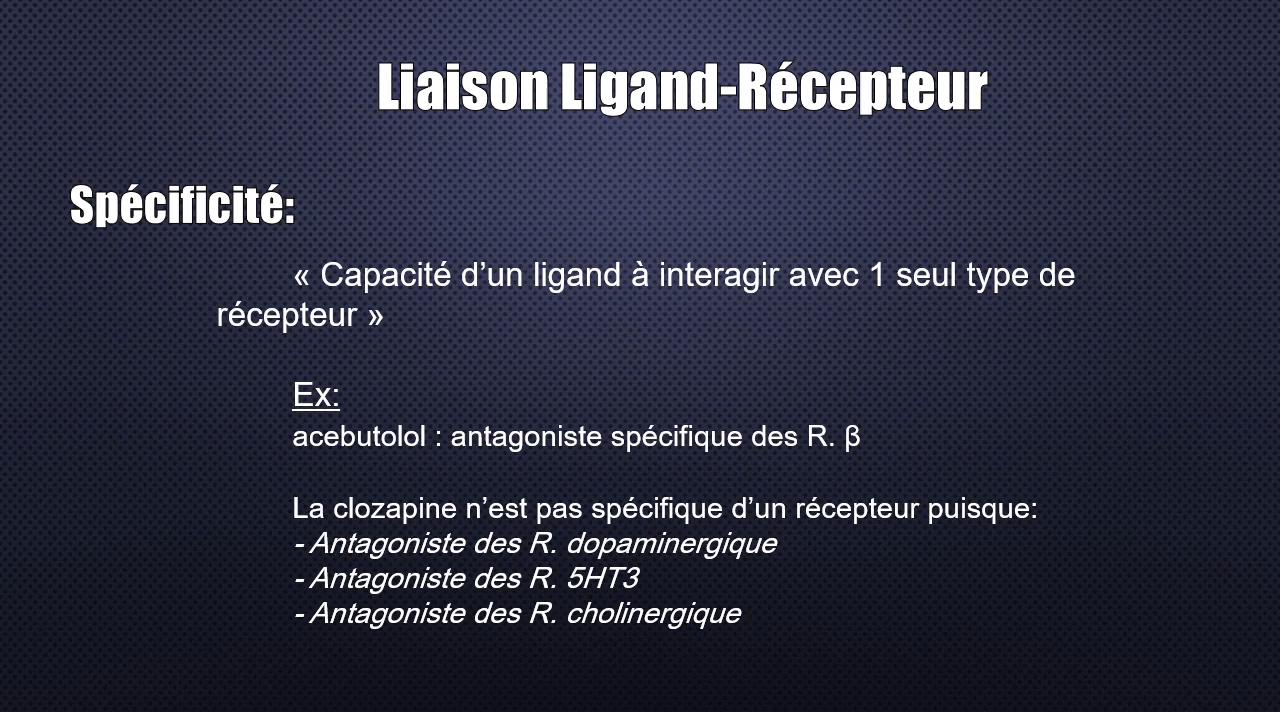 Liaison Ligand-Récepteur
Spécificité:
« Capacité d’un ligand à interagir avec 1 seul type de
récepteur »
Ex:
acebutolol : antagoniste spécifique des R. β
La clozapine n’est pas spécifique d’un récepteur puisque:
- Antagoniste des R. dopaminergique
- Antagoniste des R. 5HT3
- Antagoniste des R. cholinergique